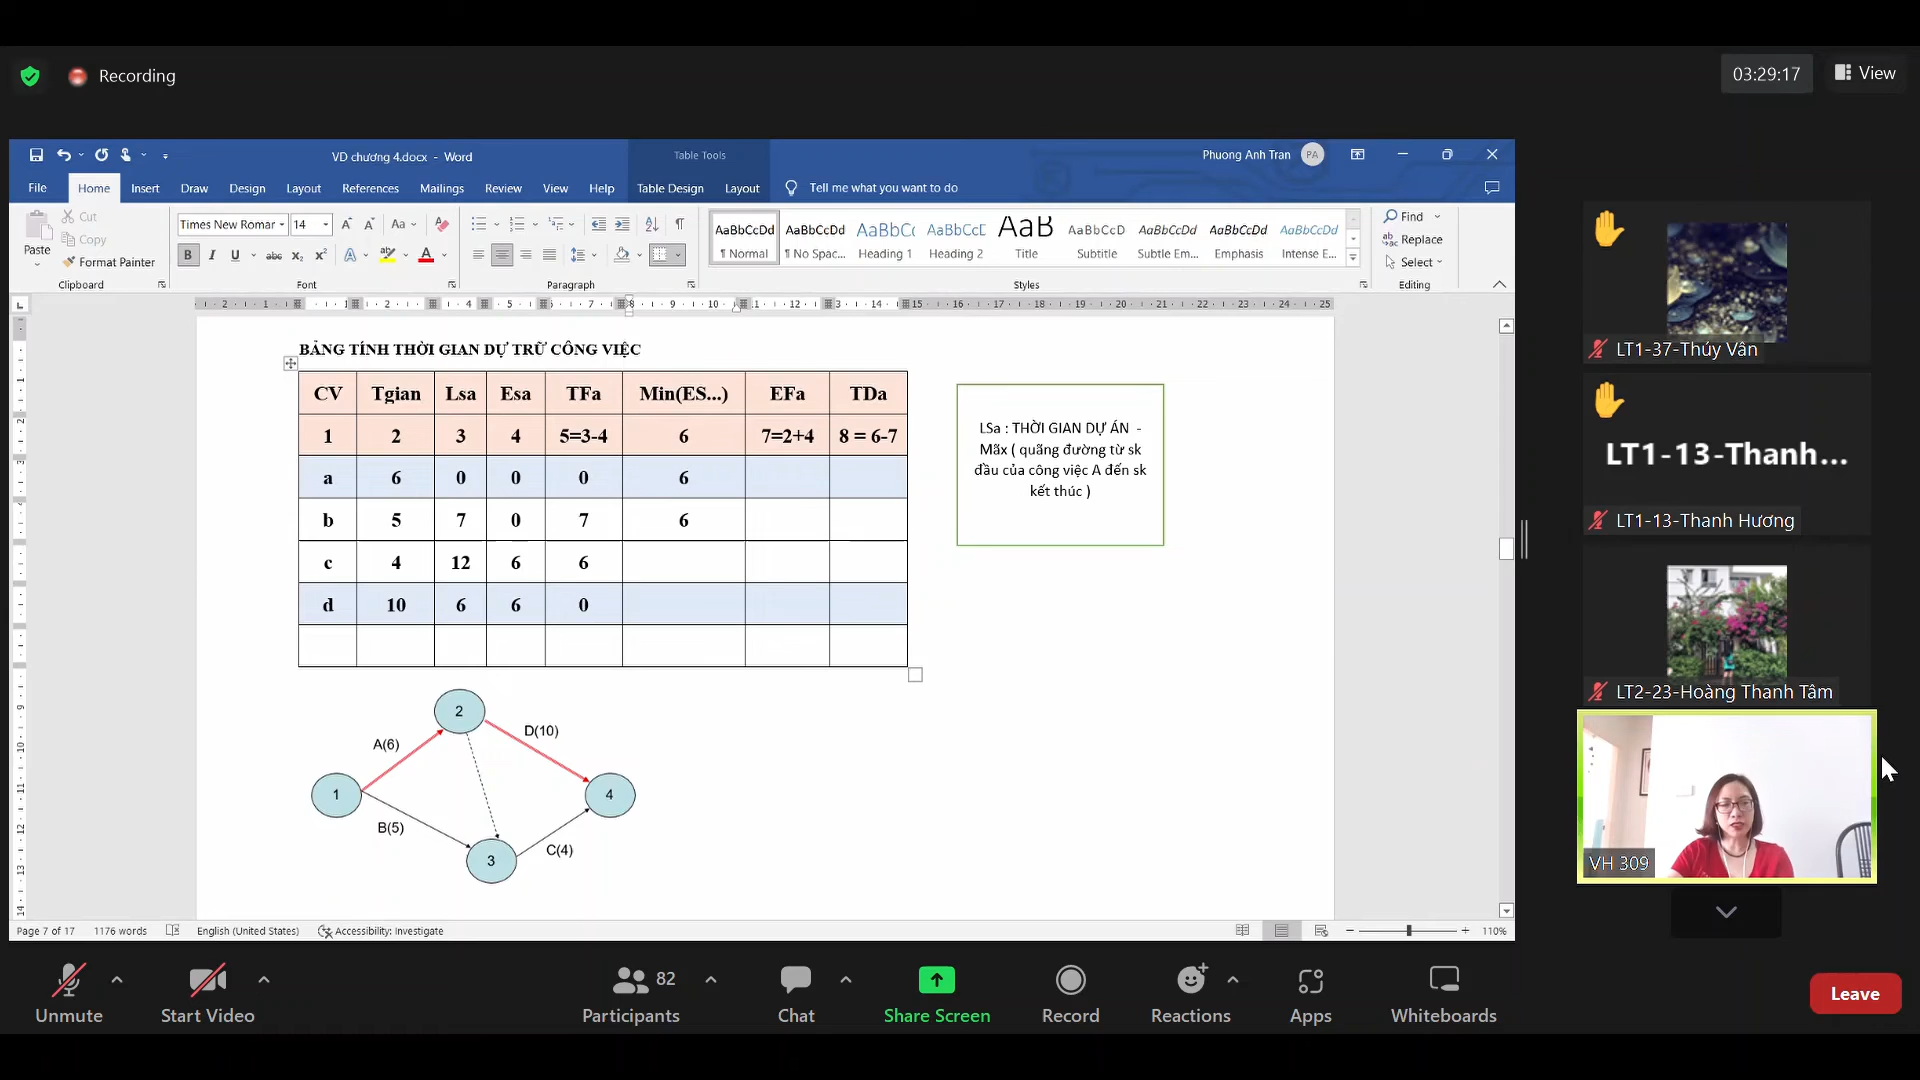 Recording
03:29:17
View
VD chương 4.docx - Word
Table Tools
Phuong Anh Tran
PA
File
Home
Insert
Draw
Design
Layout
References
Mailings
Review
View
Help
Table Design
Layout
Tell me what you want to do
Paste
Cut
Copy
Format Painter
Clipboard
Times New Romar
14
Font
Paragraph
AaBbCcDd
¶ Normal
AaBbCcDd
¶ No Spac...
AaBbCc
Heading 1
AaBbCcC
Heading 2
AaB
Title
AaBbCcD
Subtitle
AaBbCcDd
Subtle Em...
AaBbCcDd
Emphasis
AaBbCcDd
Intense E...
Styles
Find
Replace
Select
Editing
BẢNG TÍNH THỜI GIAN DỰ TRỮ CÔNG VIỆC
CV Tgian Lsa Esa TFa Min(ES...) EFa TDa
1 2 3 4 5=3-4 6 7=2+4 8 = 6-7
a 6 0 0 0 6
b 5 7 0 7 6
c 4 12 6 6
d 10 6 6 0
LSa : THỜI GIAN DỰ ÁN -
Mãx ( quãng đường từ sk
đầu của công việc A đến sk
kết thúc )
2
D(10)
A(6)
1
4
B(5)
3
C(4)
Page 7 of 17
1176 words
English (United States)
Accessibility: Investigate
110%
LT1-37-Thúy Vân
LT1-13-Thanh...
LT1-13-Thanh Hương
LT2-23-Hoàng Thanh Tâm
VH 309
Unmute
Start Video
82
Participants
Chat
Share Screen
Record
Reactions
Apps
Whiteboards
Leave